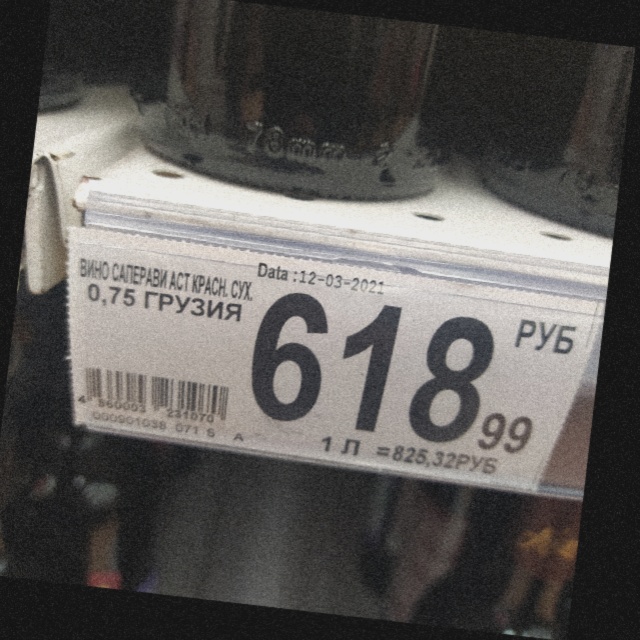 ВИНО САПЕРАВИ АСТ КРАСН. СУХ.
0,75 ГРУЗИЯ
Data :12-03-2021
618 99 РУБ
1 Л =825,32РУБ